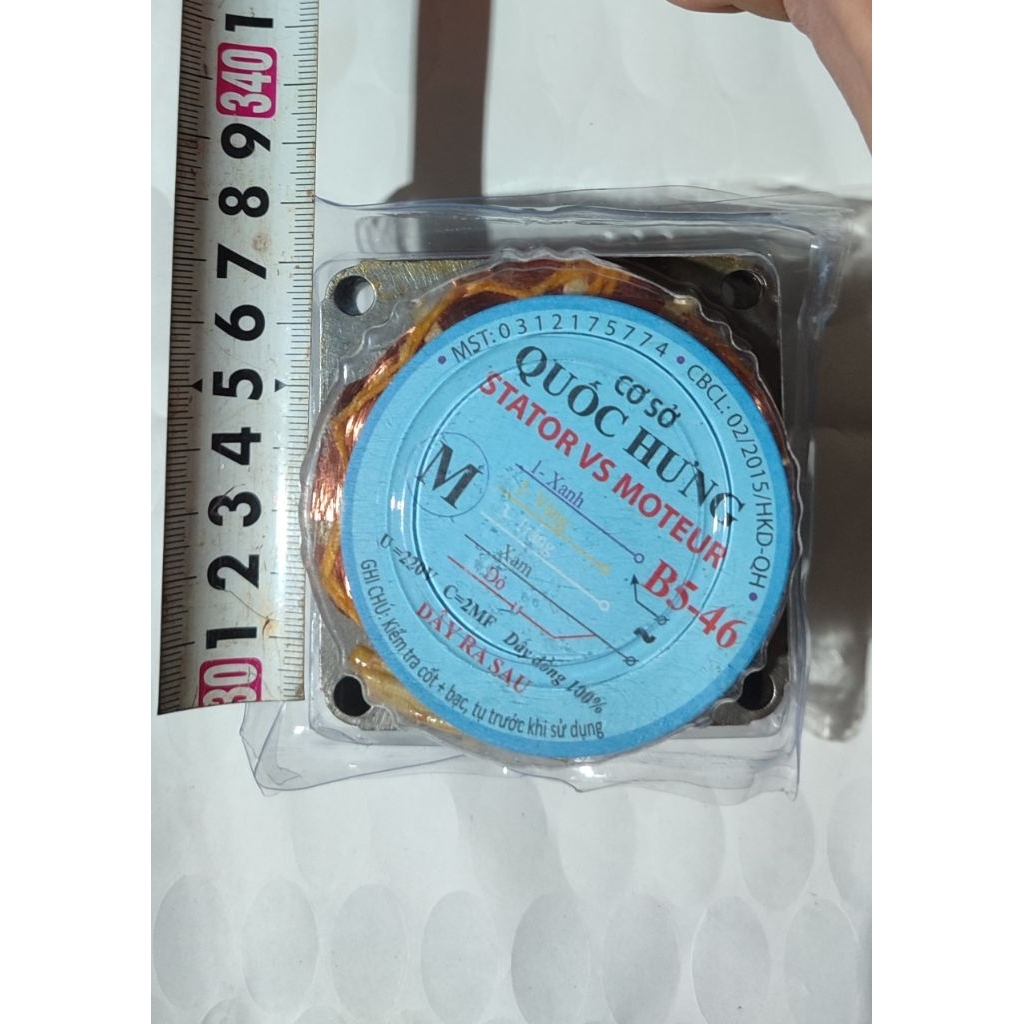 340 1
9
8
7
6
5
4
3
2
1
30
• MST: 0312175774 • CBCL: 02/2015/HKD-QH •
CƠ SỞ
QUỐC HƯNG
STATOR VS MOTEUR
B5-46
M
1- Xanh
Xám
Đỏ
U=220V C=2MF Dây đồng 100%
DÂY RA SAU
GHI CHÚ: Kiểm tra cốt + bạc, tụ trước khi sử dụng